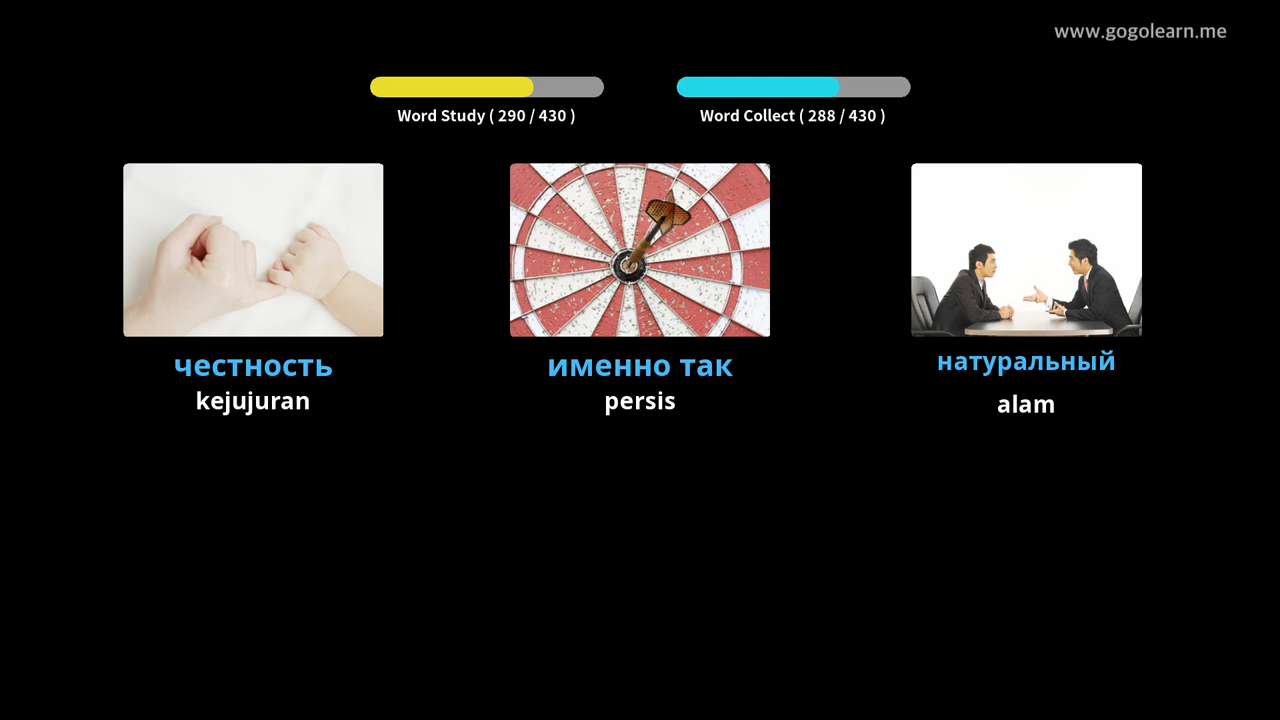 www.gogolearn.me
Word Study ( 290 / 430 )
Word Collect ( 288 / 430 )
честность
kejujuran
именно так
persis
натуральный
alam